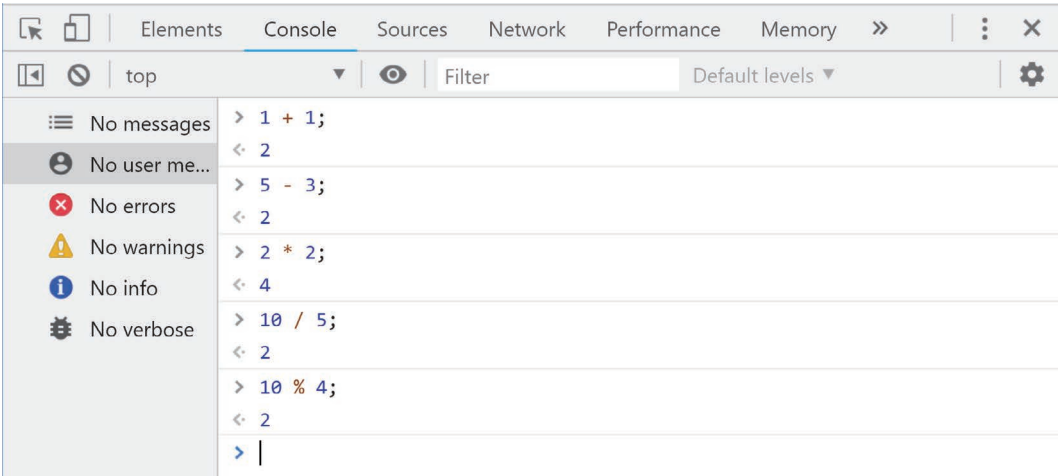 Elements Console Sources Network Performance Memory »
top ▼ Filter Default levels ▼
No messages
No user me...
No errors
No warnings
No info
No verbose
> 1 + 1;
2
> 5 - 3;
2
> 2 * 2;
4
> 10 / 5;
2
> 10 % 4;
2
>